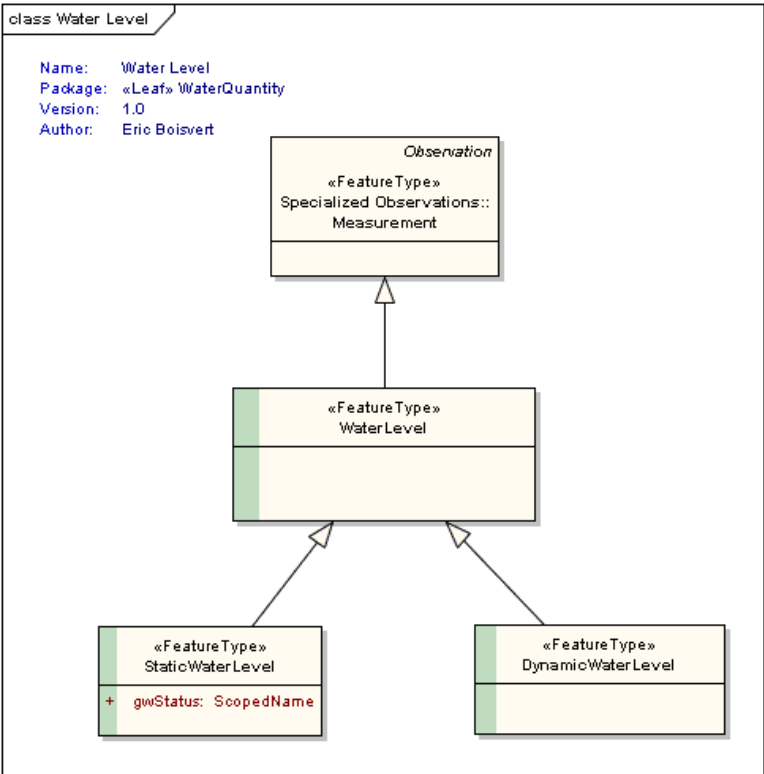 class Water Level
Name: Water Level
Package: «Leaf» WaterQuantity
Version: 1.0
Author: Eric Boisvert
Observation
«FeatureType»
Specialized Observations::
Measurement
«FeatureType»
WaterLevel
«FeatureType»
StaticWaterLevel
+ gwStatus: ScopedName
«FeatureType»
DynamicWaterLevel